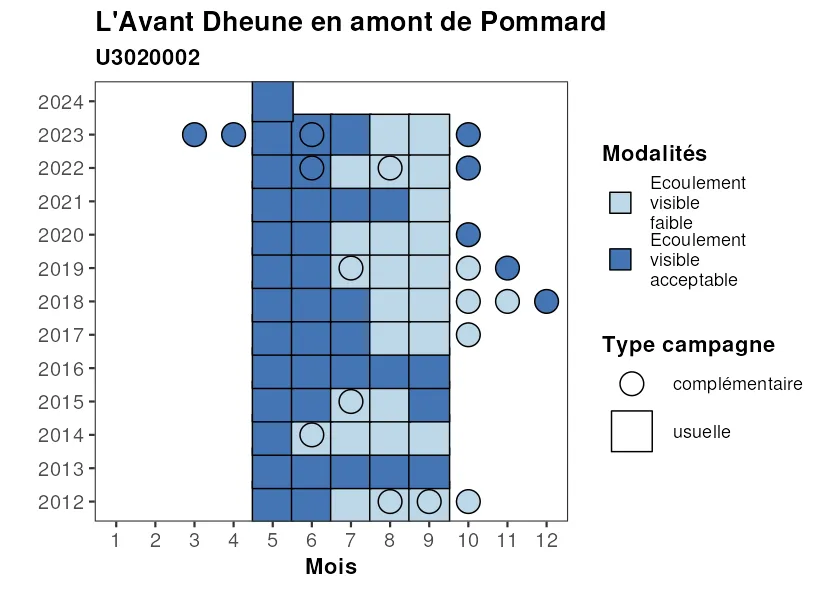 L'Avant Dheune en amont de Pommard
U3020002
2024
2023
2022
2021
2020
2019
2018
2017
2016
2015
2014
2013
2012
1 2 3 4 5 6 7 8 9 10 11 12
Mois
Modalités
Ecoulement
visible
faible
Ecoulement
visible
acceptable
Type campagne
complémentaire
usuelle